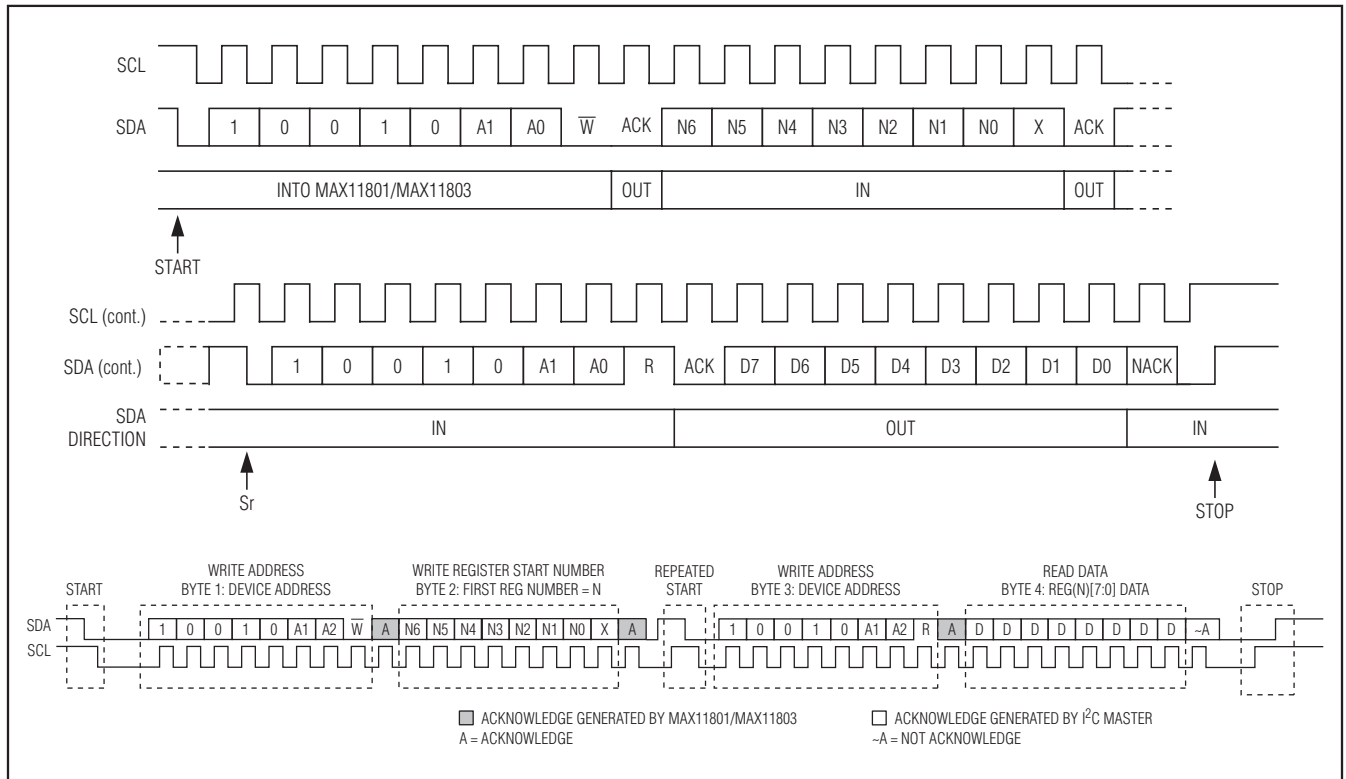 SCL
SDA 1 0 0 1 0 A1 A0 W̅ ACK N6 N5 N4 N3 N2 N1 N0 X ACK
INTO MAX11801/MAX11803 OUT IN OUT
START
SCL (cont.)
SDA (cont.) 1 0 0 1 0 A1 A0 R ACK D7 D6 D5 D4 D3 D2 D1 D0 NACK
SDA
DIRECTION
IN OUT IN
Sr STOP
START
WRITE ADDRESS
BYTE 1: DEVICE ADDRESS
WRITE REGISTER START NUMBER
BYTE 2: FIRST REG NUMBER = N
REPEATED
START
WRITE ADDRESS
BYTE 3: DEVICE ADDRESS
READ DATA
BYTE 4: REG(N)[7:0] DATA
STOP
SDA 1 0 0 1 0 A1 A2 W̅ A N6 N5 N4 N3 N2 N1 N0 X A 1 0 0 1 0 A1 A2 R A D D D D D D D D ~A
SCL
ACKNOWLEDGE GENERATED BY MAX11801/MAX11803
A = ACKNOWLEDGE
ACKNOWLEDGE GENERATED BY I²C MASTER
~A = NOT ACKNOWLEDGE